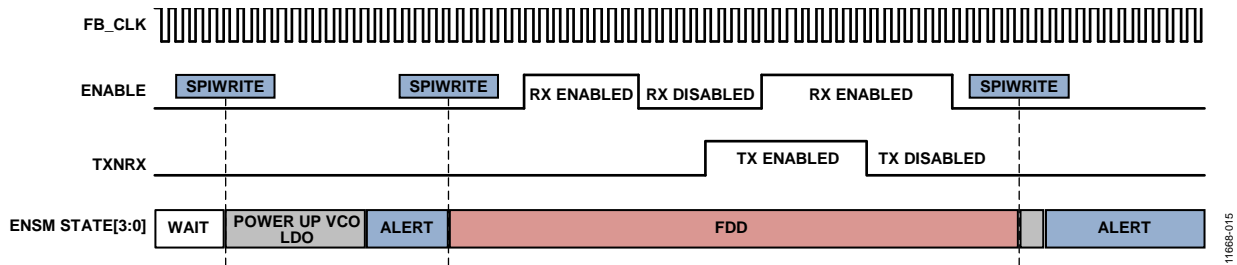 FB_CLK
ENABLE
SPIWRITE
SPIWRITE
RX ENABLED
RX DISABLED
RX ENABLED
SPIWRITE
TXNRX
TX ENABLED
TX DISABLED
ENSM STATE[3:0]
WAIT
POWER UP VCO
LDO
ALERT
FDD
ALERT
11668-015